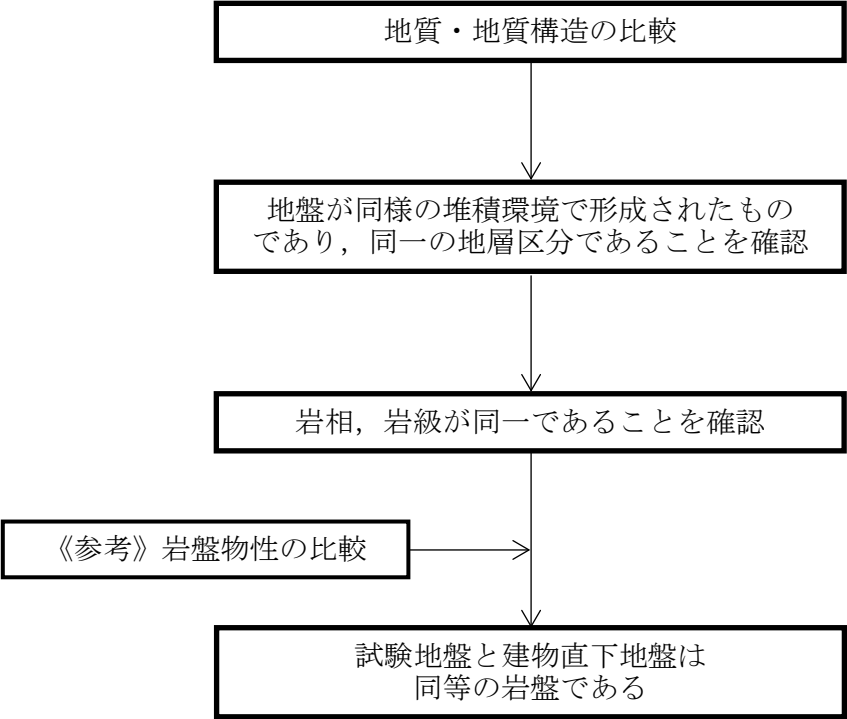 地質・地質構造の比較
地盤が同様の堆積環境で形成されたもの
であり，同一の地層区分であることを確認
岩相，岩級が同一であることを確認
《参考》岩盤物性の比較
試験地盤と建物直下地盤は
同等の岩盤である